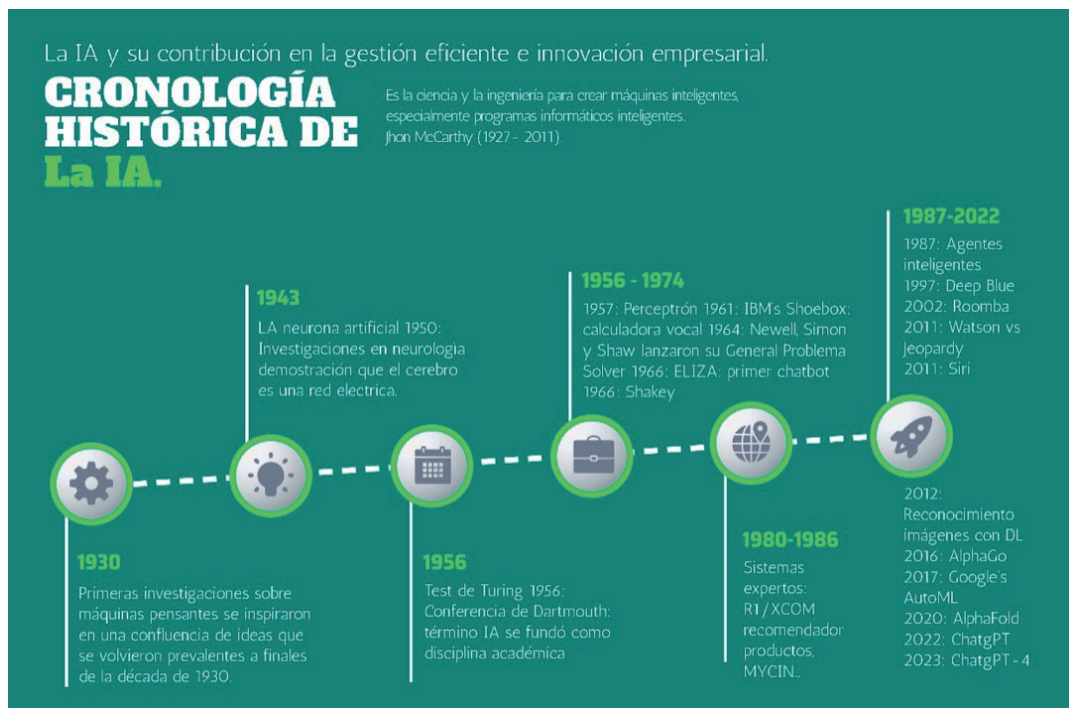 La IA y su contribución en la gestión eficiente e innovación empresarial.
CRONOLOGÍA
HISTÓRICA DE
La IA.
Es la ciencia y la ingeniería para crear máquinas inteligentes,
especialmente programas informáticos inteligentes.
Jhon McCarthy (1927- 2011).
1930
Primeras investigaciones sobre
máquinas pensantes se inspiraron
en una confluencia de ideas que
se volvieron prevalentes a finales
de la década de 1930.
1943
LA neurona artificial 1950:
Investigaciones en neurologìa
demostración que el cerebro
es una red electrica.
1956
Test de Turing 1956:
Conferencia de Dartmouth:
término IA se fundó como
disciplina académica
1956 - 1974
1957: Perceptrón 1961: IBM's Shoebox:
calculadora vocal 1964: Newell, Simon
y Shaw lanzaron su General Problema
Solver 1966: ELIZA: primer chatbot
1966: Shakey
1980-1986
Sistemas
expertos:
R1/XCOM
recomendador
productos,
MYCIN...
1987-2022
1987: Agentes
inteligentes
1997: Deep Blue
2002: Roomba
2011: Watson vs
Jeopardy
2011: Siri
2012:
Reconocimiento
imágenes con DL
2016: AlphaGo
2017: Google's
AutoML
2020: AlphaFold
2022: ChatgPT
2023: ChatgPT-4